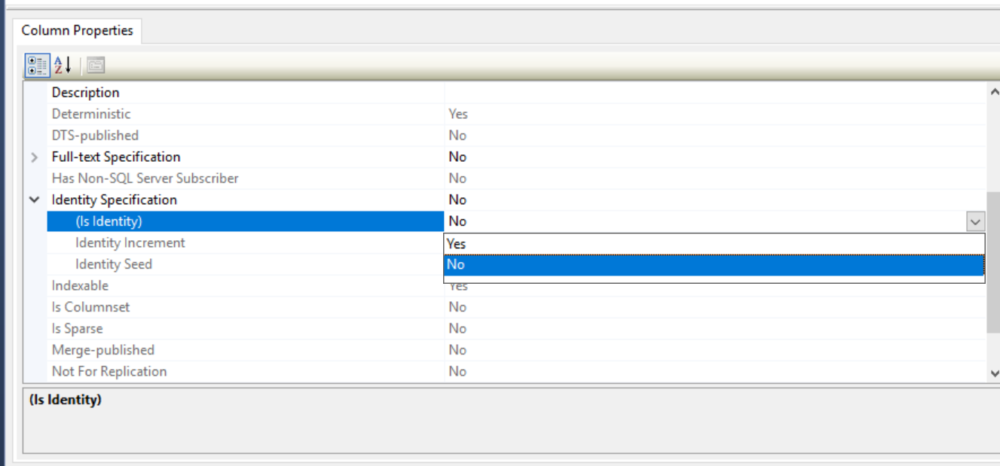 Column Properties
A
Z
Description
Deterministic Yes
DTS-published No
Full-text Specification No
Has Non-SQL Server Subscriber No
Identity Specification No
(Is Identity) No
Identity Increment Yes
Identity Seed No
Indexable Yes
Is Columnset No
Is Sparse No
Merge-published No
Not For Replication No
(Is Identity)